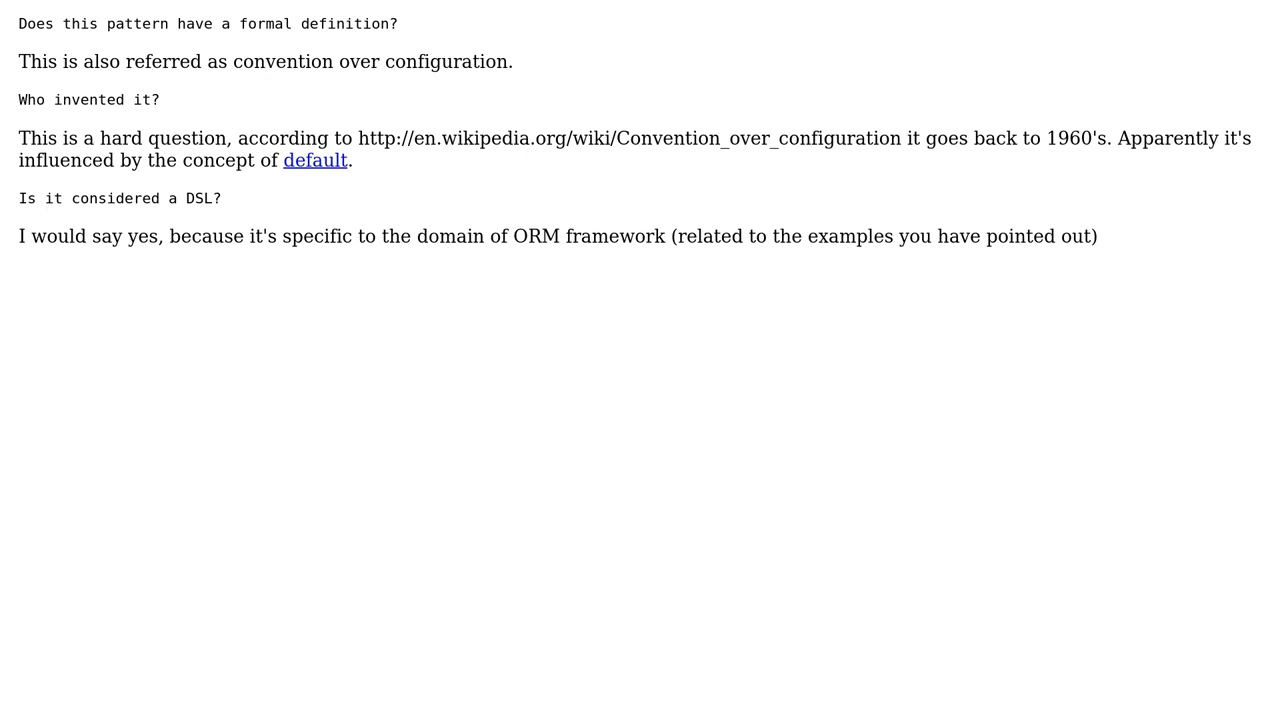 Does this pattern have a formal definition?
This is also referred as convention over configuration.
Who invented it?
This is a hard question, according to http://en.wikipedia.org/wiki/Convention_over_configuration it goes back to 1960's. Apparently it's
influenced by the concept of default.
Is it considered a DSL?
I would say yes, because it's specific to the domain of ORM framework (related to the examples you have pointed out)